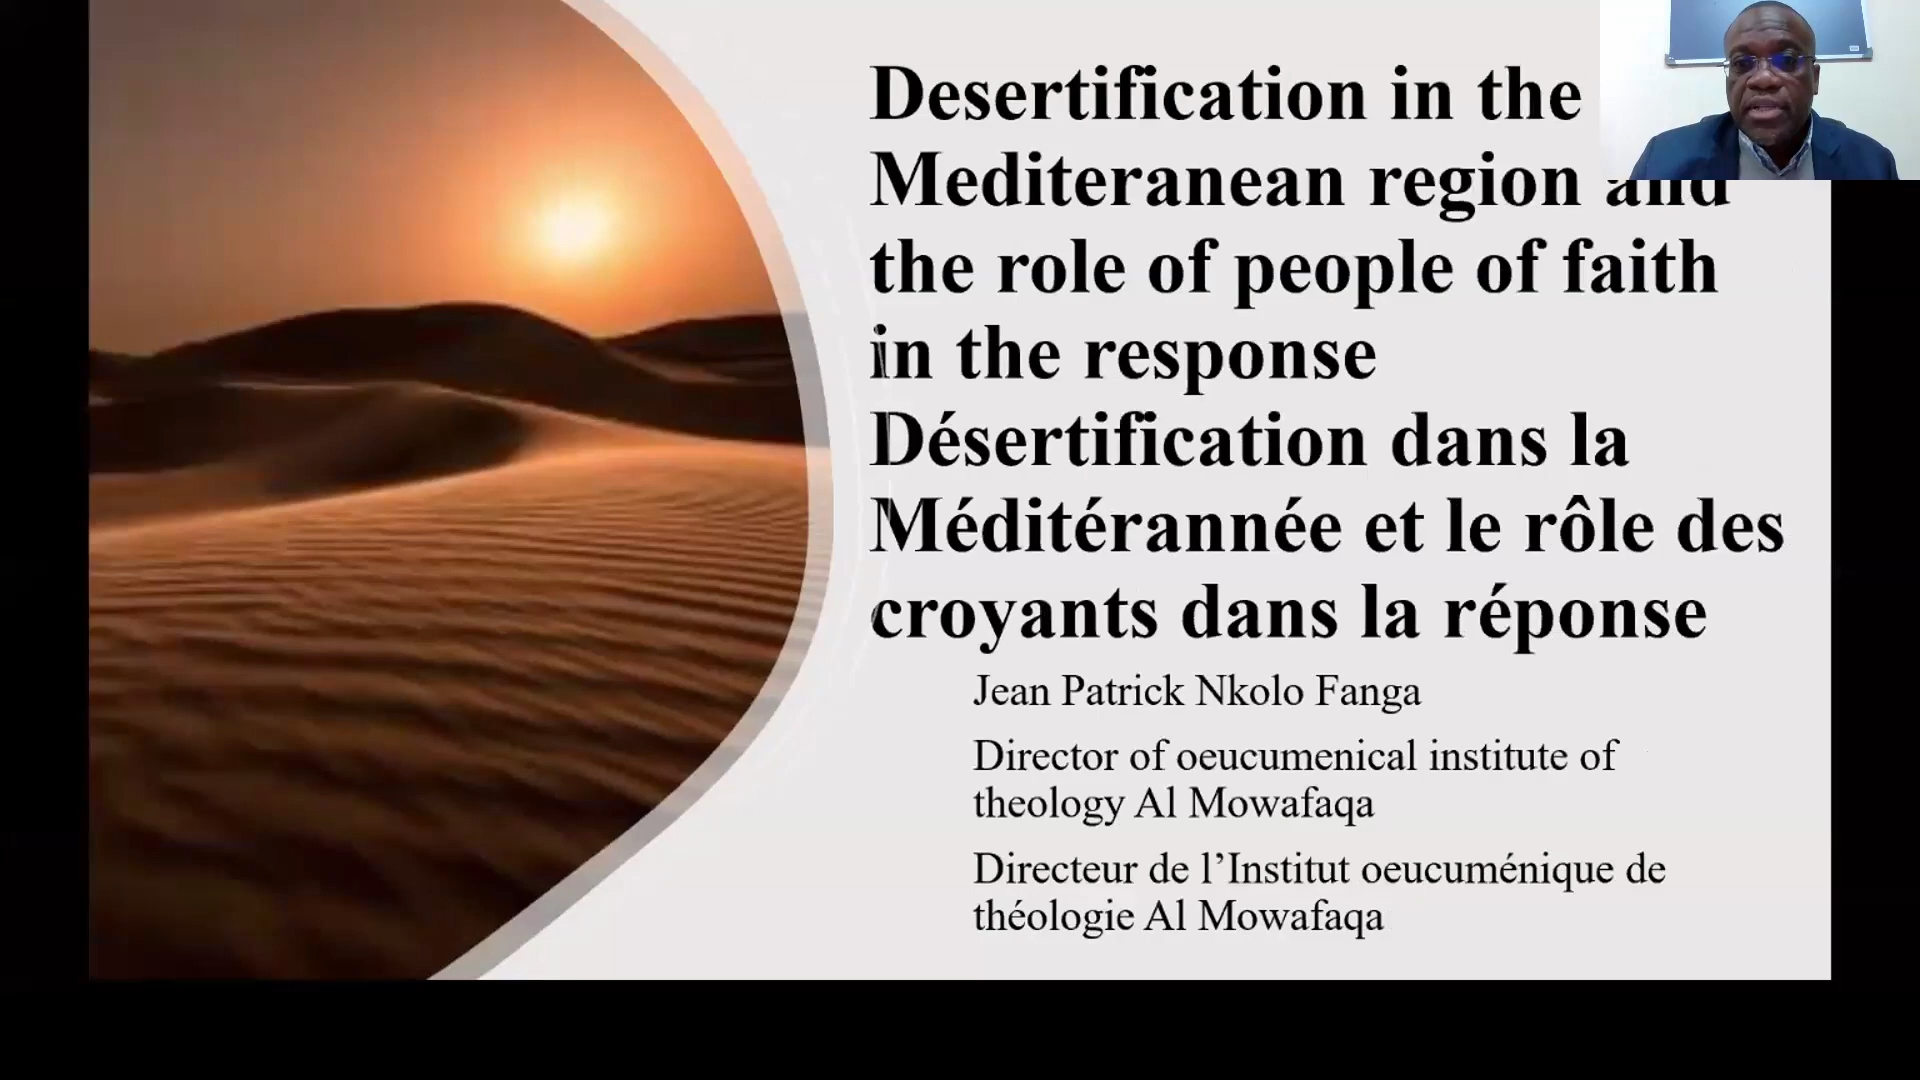 Desertification in the
Mediteranean region and
the role of people of faith
in the response
Désertification dans la
Méditérannée et le rôle des
croyants dans la réponse
Jean Patrick Nkolo Fanga
Director of oeucumenical institute of
theology Al Mowafaqa
Directeur de l’Institut oeucuménique de
théologie Al Mowafaqa